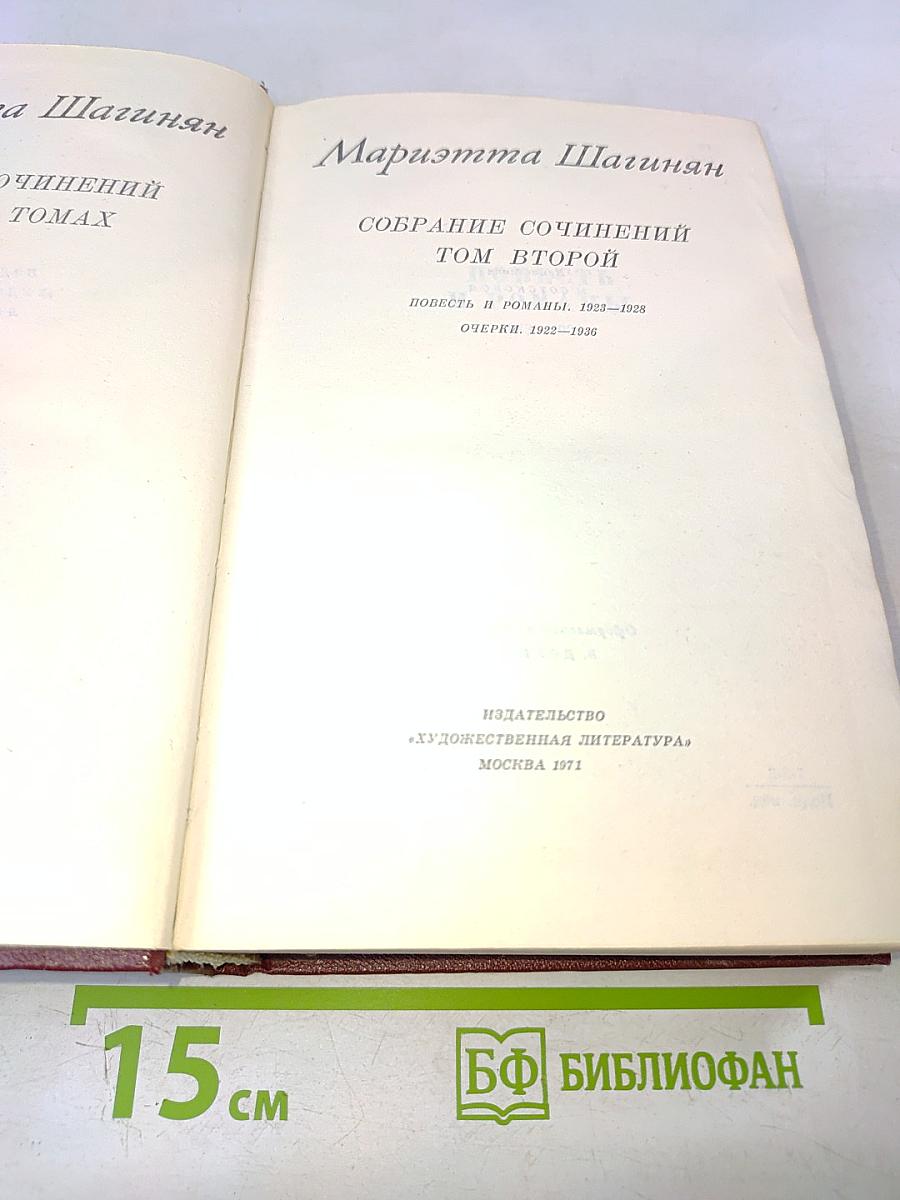 Шагинян
СОЧИНЕНИЙ
ТОМАХ
Мариэтта Шагинян
СОБРАНИЕ СОЧИНЕНИЙ
ТОМ ВТОРОЙ
ПОВЕСТЬ И РОМАНЫ. 1923—1928
ОЧЕРКИ. 1922—1936
ИЗДАТЕЛЬСТВО
«ХУДОЖЕСТВЕННАЯ ЛИТЕРАТУРА»
МОСКВА 1971
15 см
БФ БИБЛИОФАН